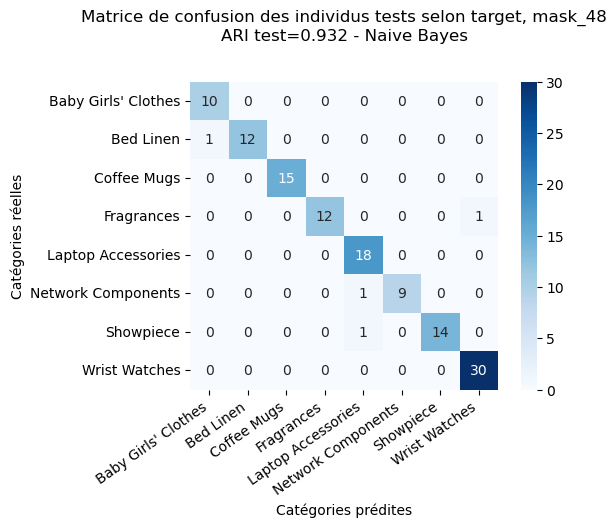 Matrice de confusion des individus tests selon target, mask_48
ARI test=0.932 - Naive Bayes
Catégories réelles
Baby Girls' Clothes 10 0 0 0 0 0 0 0
Bed Linen 1 12 0 0 0 0 0 0
Coffee Mugs 0 0 15 0 0 0 0 0
Fragrances 0 0 0 12 0 0 0 1
Laptop Accessories 0 0 0 0 18 0 0 0
Network Components 0 0 0 0 1 9 0 0
Showpiece 0 0 0 0 1 0 14 0
Wrist Watches 0 0 0 0 0 0 0 30
Baby Girls' Clothes
Bed Linen
Coffee Mugs
Fragrances
Laptop Accessories
Network Components
Showpiece
Wrist Watches
Catégories prédites
30
25
20
15
10
5
0